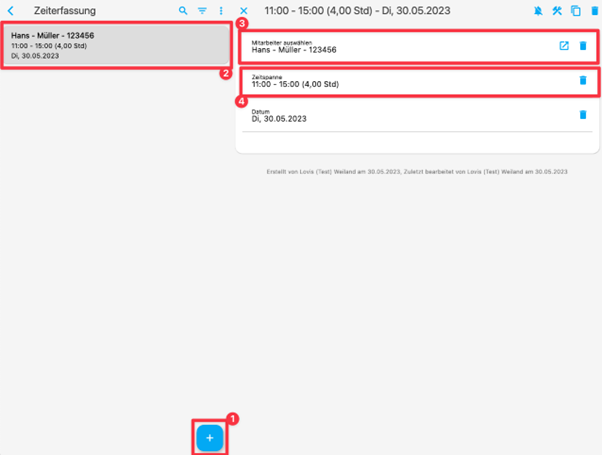 Zeiterfassung
11:00 - 15:00 (4,00 Std) - Di, 30.05.2023
3
Hans - Müller - 123456
11:00 - 15:00 (4,00 Std)
Di, 30.05.2023
2
Mitarbeiter auswählen
Hans - Müller - 123456
Zeitspanne
11:00 - 15:00 (4,00 Std)
4
Datum
Di, 30.05.2023
Erstellt von Lovis (Test) Weiland am 30.05.2023, Zuletzt bearbeitet von Lovis (Test) Weiland am 30.05.2023
1